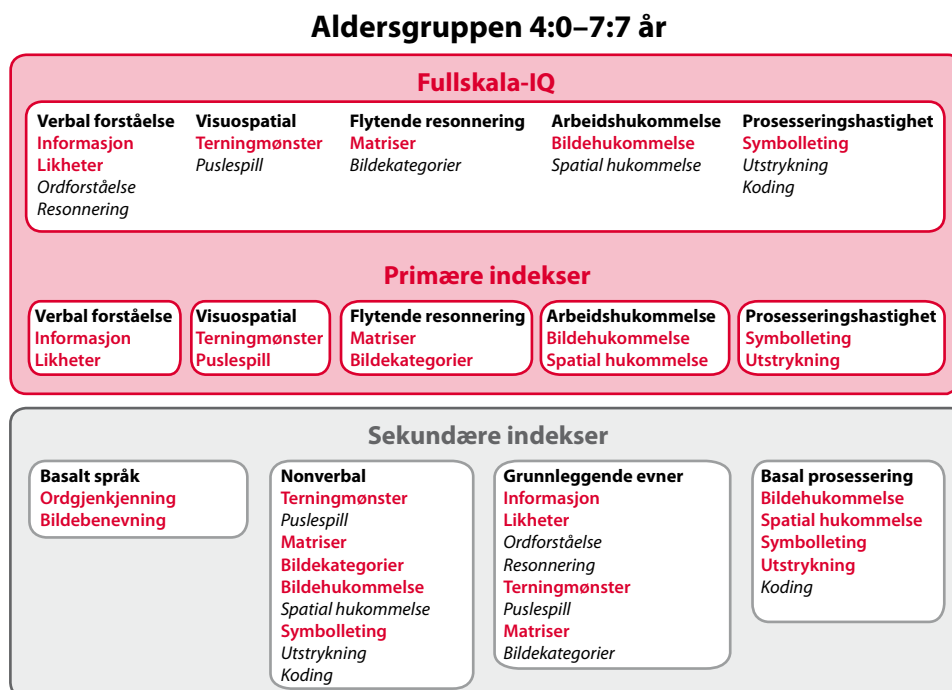 Aldersgruppen 4:0–7:7 år
Fullskala-IQ
Verbal forståelse
Informasjon
Likheter
Ordforståelse
Resonnering
Visuospatial
Terningmønster
Puslespill
Flytende resonnering
Matriser
Bildekategorier
Arbeidshukommelse
Bildehukommelse
Spatial hukommelse
Prosesseringshastighet
Symbolleting
Utstrykning
Koding
Primære indekser
Verbal forståelse
Informasjon
Likheter
Visuospatial
Terningmønster
Puslespill
Flytende resonnering
Matriser
Bildekategorier
Arbeidshukommelse
Bildehukommelse
Spatial hukommelse
Prosesseringshastighet
Symbolleting
Utstrykning
Sekundære indekser
Basalt språk
Ordgjenkjenning
Bildebenevning
Nonverbal
Terningmønster
Puslespill
Matriser
Bildekategorier
Bildehukommelse
Spatial hukommelse
Symbolleting
Utstrykning
Koding
Grunnleggende evner
Informasjon
Likheter
Ordforståelse
Resonnering
Terningmønster
Puslespill
Matriser
Bildekategorier
Basal prosessering
Bildehukommelse
Spatial hukommelse
Symbolleting
Utstrykning
Koding